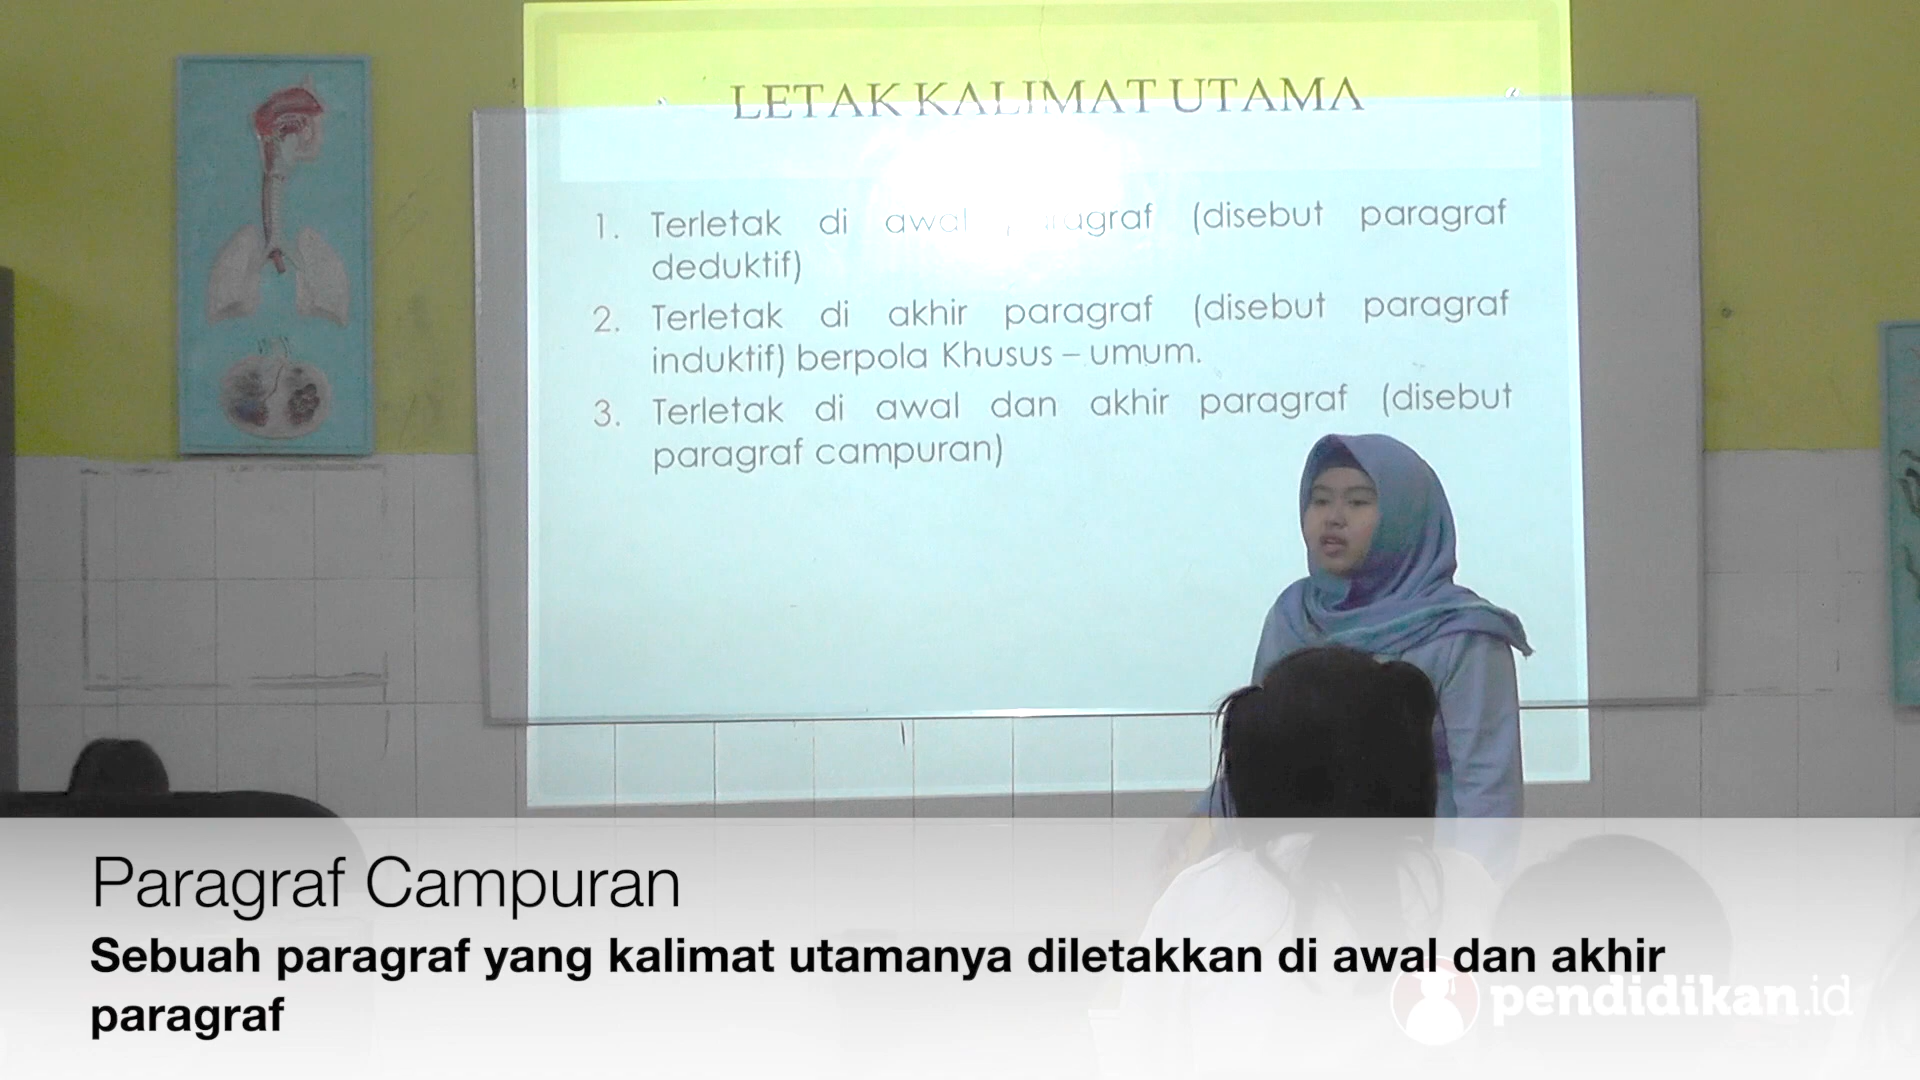 LETAK KALIMAT UTAMA
1. Terletak di awal paragraf (disebut paragraf
deduktif)
2. Terletak di akhir paragraf (disebut paragraf
induktif) berpola Khusus – umum.
3. Terletak di awal dan akhir paragraf (disebut
paragraf campuran)
Paragraf Campuran
Sebuah paragraf yang kalimat utamanya diletakkan di awal dan akhir
paragraf
pendidikan.id